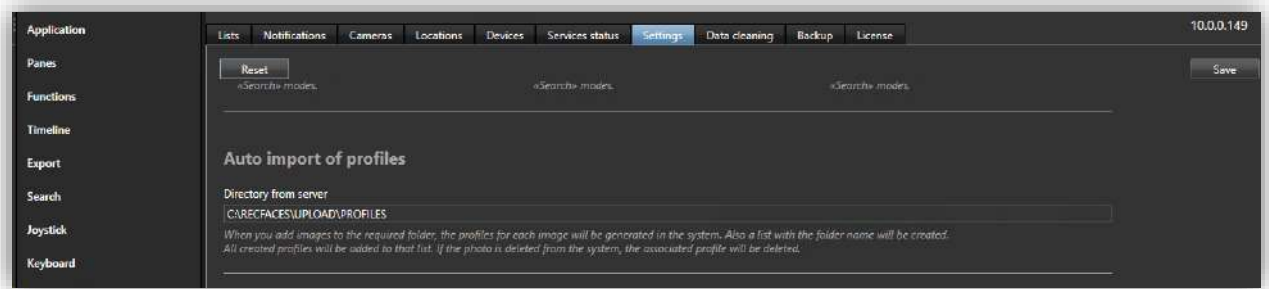 Application
Panes
Functions
Timeline
Export
Search
Joystick
Keyboard
Lists Notifications Cameras Locations Devices Services status Settings Data cleaning Backup License
10.0.0.149
Reset
Save
«Search» modes. «Search» modes. «Search» modes.
Auto import of profiles
Directory from server
C:\RECFACES\UPLOAD\PROFILES
When you add images to the required folder, the profiles for each image will be generated in the system. Also a list with the folder name will be created.
All created profiles will be added to that list. If the photo is deleted from the system, the associated profile will be deleted.